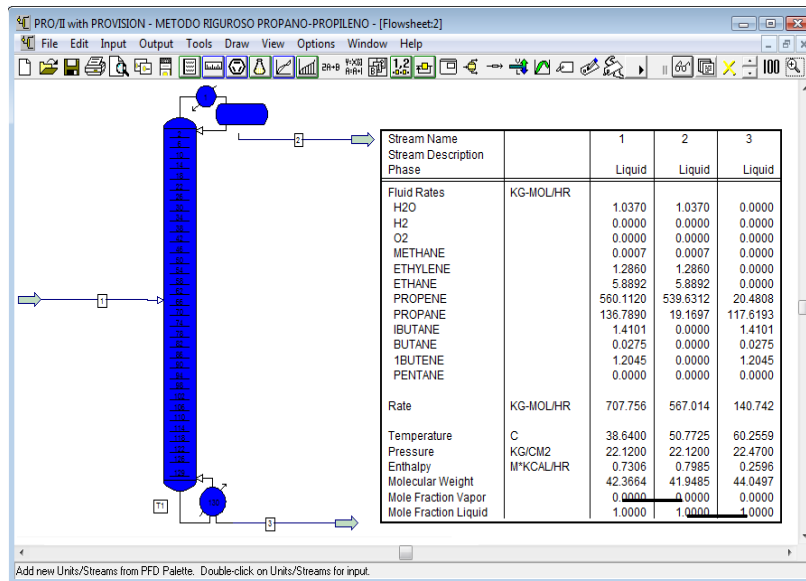 PRO/II with PROVISION - METODO RIGUROSO PROPANO-PROPILENO - [Flowsheet:2]
File Edit Input Output Tools Draw View Options Window Help
100
2
1
T1
3
Stream Name 1 2 3
Stream Description
Phase Liquid Liquid Liquid
Fluid Rates KG-MOL/HR
H2O 1.0370 1.0370 0.0000
H2 0.0000 0.0000 0.0000
O2 0.0000 0.0000 0.0000
METHANE 0.0007 0.0007 0.0000
ETHYLENE 1.2860 1.2860 0.0000
ETHANE 5.8892 5.8892 0.0000
PROPENE 560.1120 539.6312 20.4808
PROPANE 136.7890 19.1697 117.6193
IBUTANE 1.4101 0.0000 1.4101
BUTANE 0.0275 0.0000 0.0275
1BUTENE 1.2045 0.0000 1.2045
PENTANE 0.0000 0.0000 0.0000
Rate KG-MOL/HR 707.756 567.014 140.742
Temperature C 38.6400 50.7725 60.2559
Pressure KG/CM2 22.1200 22.1200 22.4700
Enthalpy M*KCAL/HR 0.7306 0.7985 0.2596
Molecular Weight 42.3664 41.9485 44.0497
Mole Fraction Vapor 0.0000 0.0000 0.0000
Mole Fraction Liquid 1.0000 1.0000 1.0000
Add new Units/Streams from PFD Palette. Double-click on Units/Streams for input.